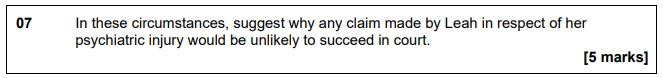 07 In these circumstances, suggest why any claim made by Leah in respect of her
psychiatric injury would be unlikely to succeed in court.
[5 marks]